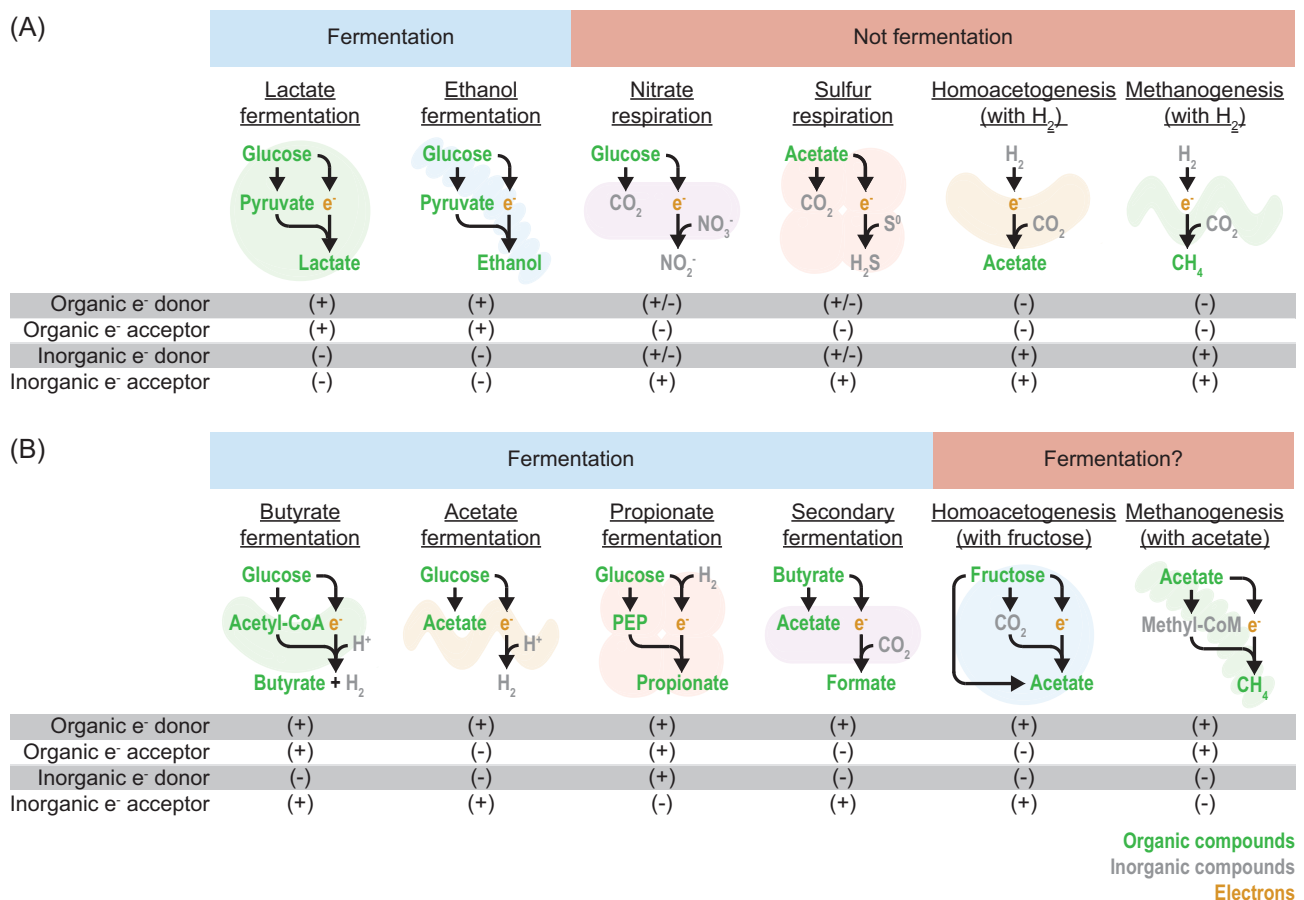 (A)
Fermentation Not fermentation
Lactate Ethanol Nitrate Sulfur Homoacetogenesis Methanogenesis
fermentation fermentation respiration respiration (with H₂) (with H₂)
Glucose Glucose Glucose Acetate H₂ H₂
Pyruvate e⁻ Pyruvate e⁻ CO₂ e⁻ CO₂ e⁻ e⁻ e⁻
NO₃⁻ S⁰ CO₂ CO₂
Lactate Ethanol NO₂⁻ H₂S Acetate CH₄
Organic e⁻ donor (+) (+) (+/-) (+/-) (-) (-)
Organic e⁻ acceptor (+) (+) (-) (-) (-) (-)
Inorganic e⁻ donor (-) (-) (+/-) (+/-) (+) (+)
Inorganic e⁻ acceptor (-) (-) (+) (+) (+) (+)
(B)
Fermentation Fermentation?
Butyrate Acetate Propionate Secondary Homoacetogenesis Methanogenesis
fermentation fermentation fermentation fermentation (with fructose) (with acetate)
Glucose Glucose Glucose H₂ Butyrate Fructose Acetate
Acetyl-CoA e⁻ Acetate e⁻ PEP e⁻ Acetate e⁻ CO₂ e⁻ Methyl-CoM e⁻
H⁺ H⁺ CO₂
Butyrate + H₂ H₂ Propionate Formate Acetate CH₄
Organic e⁻ donor (+) (+) (+) (+) (+) (+)
Organic e⁻ acceptor (+) (-) (+) (-) (-) (+)
Inorganic e⁻ donor (-) (-) (+) (-) (-) (-)
Inorganic e⁻ acceptor (+) (+) (-) (+) (+) (-)
Organic compounds
Inorganic compounds
Electrons